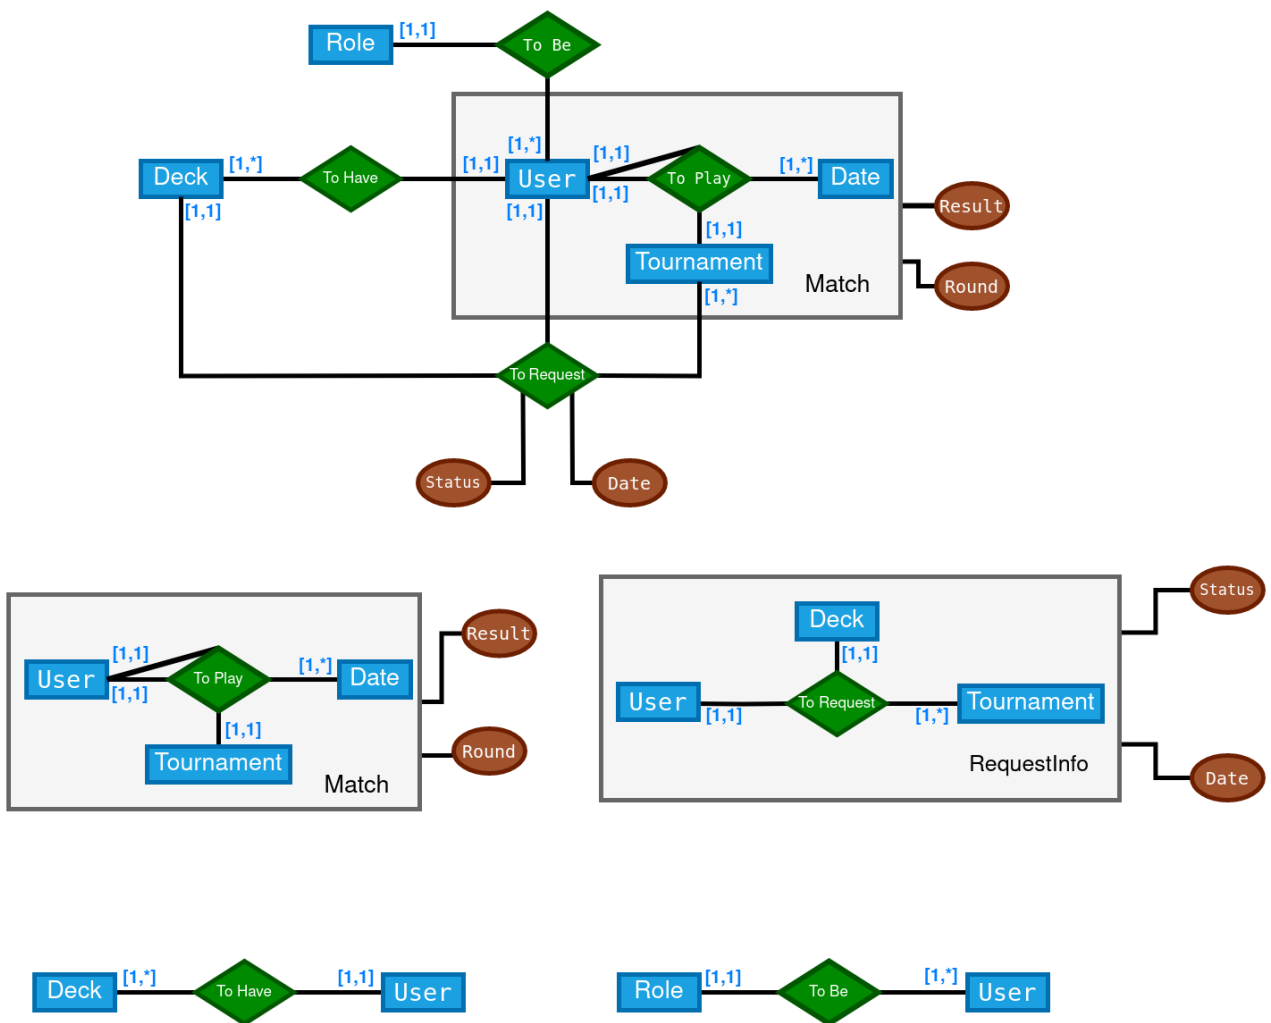 Role
[1,1]
To Be
[1,*]
Deck
[1,*]
To Have
[1,1]
User
[1,1]
[1,1]
To Play
[1,*]
Date
[1,1]
[1,1]
[1,1]
Tournament
[1,*]
Match
Result
Round
To Request
Status
Date
User
[1,1]
[1,1]
To Play
[1,*]
Date
[1,1]
Tournament
Match
Result
Round
Deck
[1,1]
User
[1,1]
To Request
[1,*]
Tournament
RequestInfo
Status
Date
Deck
[1,*]
To Have
[1,1]
User
Role
[1,1]
To Be
[1,*]
User